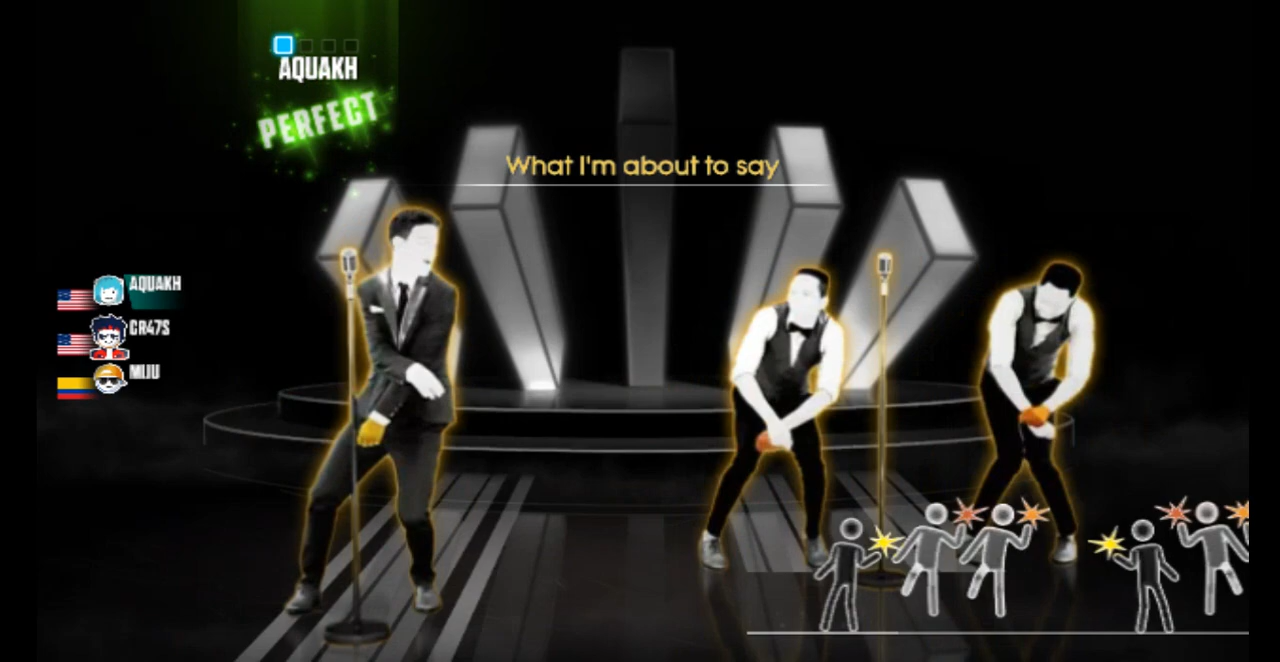 AQUAKH
PERFECT
What I'm about to say
AQUAKH
CR47S
MIJU